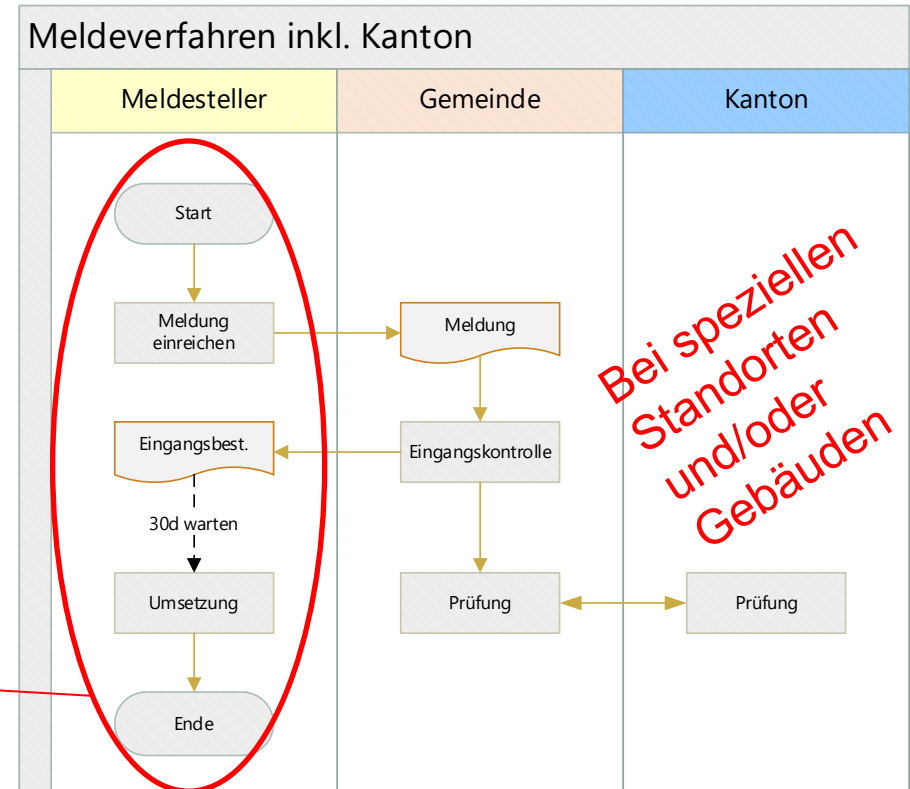 Meldeverfahren inkl. Kanton
Meldesteller
Gemeinde
Kanton
Start
Meldung
einreichen
Meldung
Bei speziellen
Standorten
und/oder
Gebäuden
Eingangsbest.
Eingangskontrolle
30d warten
Umsetzung
Prüfung
Prüfung
Ende